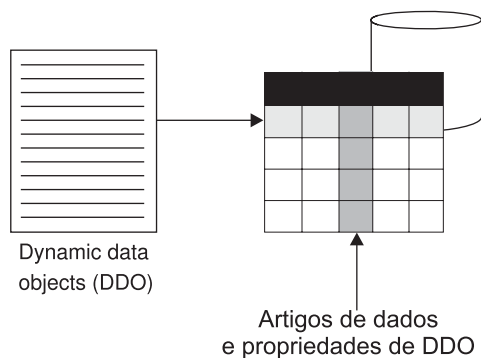 Dynamic data
objects (DDO)
Artigos de dados
e propriedades de DDO